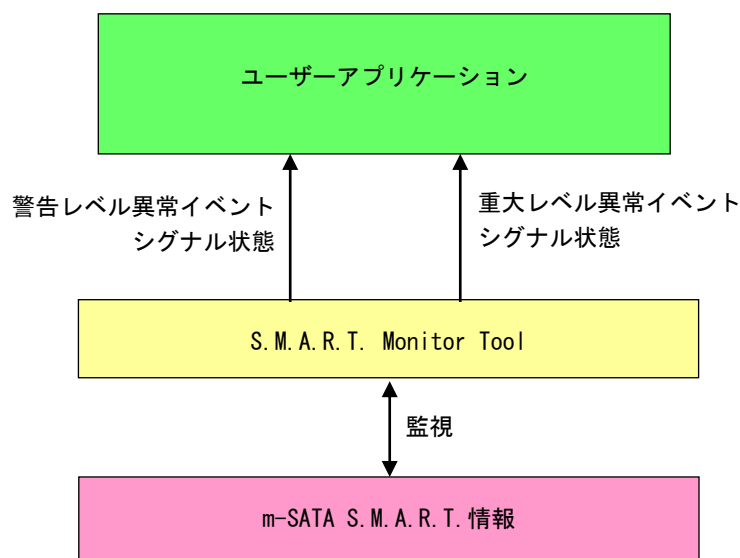 ユーザーアプリケーション
警告レベル異常イベント
シグナル状態
重大レベル異常イベント
シグナル状態
S.M.A.R.T. Monitor Tool
監視
m-SATA S.M.A.R.T.情報